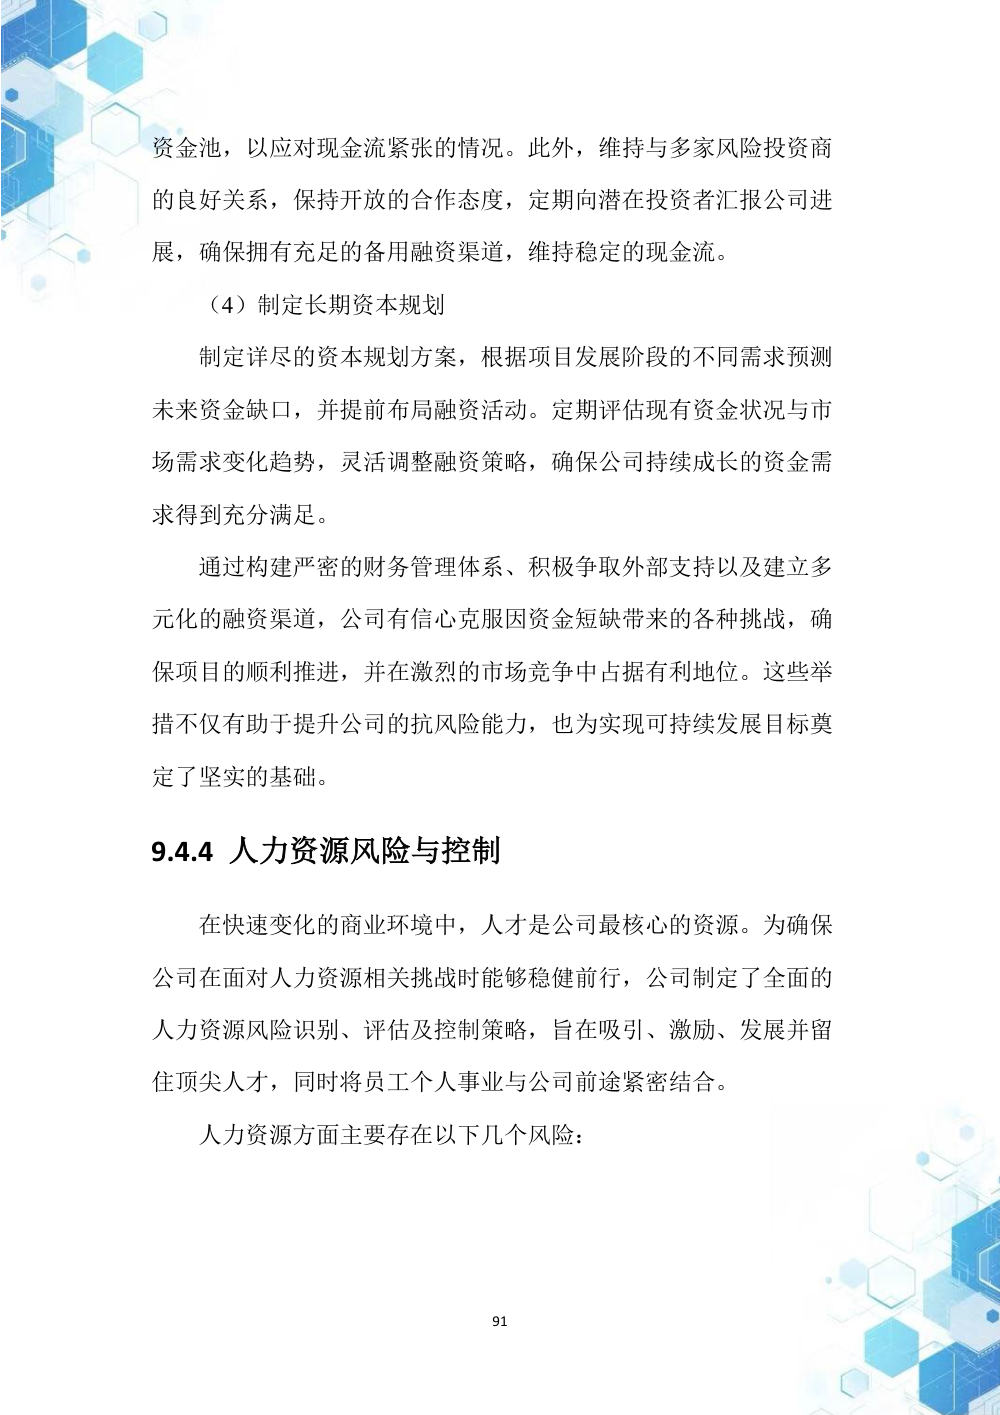 资金池，以应对现金流紧张的情况。此外，维持与多家风险投资商
的良好关系，保持开放的合作态度，定期向潜在投资者汇报公司进
展，确保拥有充足的备用融资渠道，维持稳定的现金流。
（4）制定长期资本规划
制定详尽的资本规划方案，根据项目发展阶段的不同需求预测
未来资金缺口，并提前布局融资活动。定期评估现有资金状况与市
场需求变化趋势，灵活调整融资策略，确保公司持续成长的资金需
求得到充分满足。
通过构建严密的财务管理体系、积极争取外部支持以及建立多
元化的融资渠道，公司有信心克服因资金短缺带来的各种挑战，确
保项目的顺利推进，并在激烈的市场竞争中占据有利地位。这些举
措不仅有助于提升公司的抗风险能力，也为实现可持续发展目标奠
定了坚实的基础。
9.4.4 人力资源风险与控制
在快速变化的商业环境中，人才是公司最核心的资源。为确保
公司在面对人力资源相关挑战时能够稳健前行，公司制定了全面的
人力资源风险识别、评估及控制策略，旨在吸引、激励、发展并留
住顶尖人才，同时将员工个人事业与公司前途紧密结合。
人力资源方面主要存在以下几个风险：
91